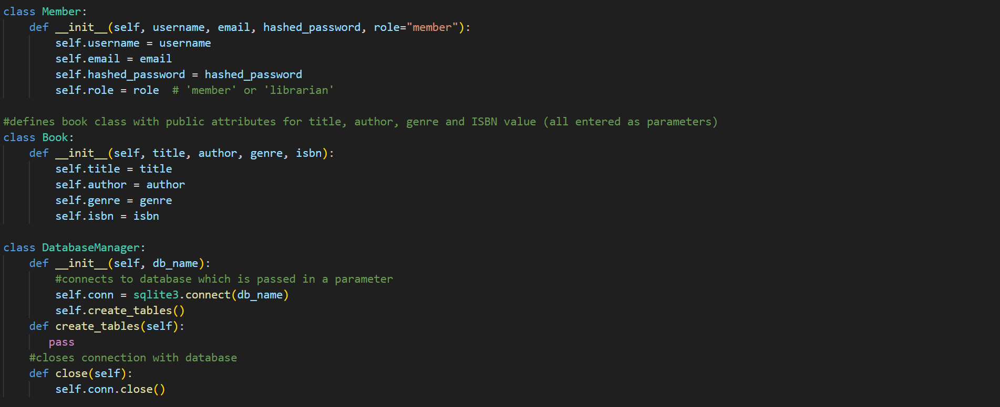 class Member:
    def __init__(self, username, email, hashed_password, role="member"):
        self.username = username
        self.email = email
        self.hashed_password = hashed_password
        self.role = role  # 'member' or 'librarian'

#defines book class with public attributes for title, author, genre and ISBN value (all entered as parameters)
class Book:
    def __init__(self, title, author, genre, isbn):
        self.title = title
        self.author = author
        self.genre = genre
        self.isbn = isbn

class DatabaseManager:
    def __init__(self, db_name):
        #connects to database which is passed in a parameter
        self.conn = sqlite3.connect(db_name)
        self.create_tables()
    def create_tables(self):
       pass
    #closes connection with database
    def close(self):
        self.conn.close()